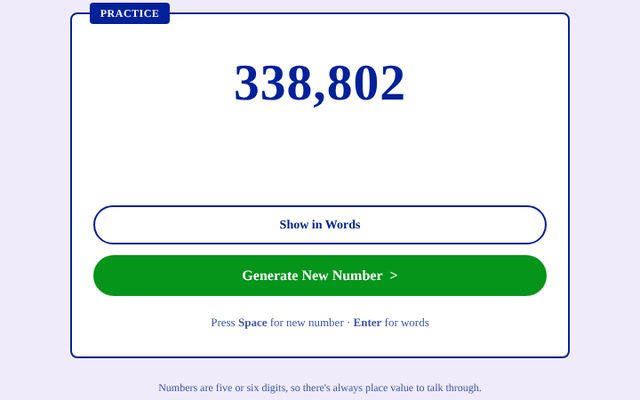 PRACTICE
338,802
Show in Words
Generate New Number >
Press Space for new number · Enter for words
Numbers are five or six digits, so there's always place value to talk through.